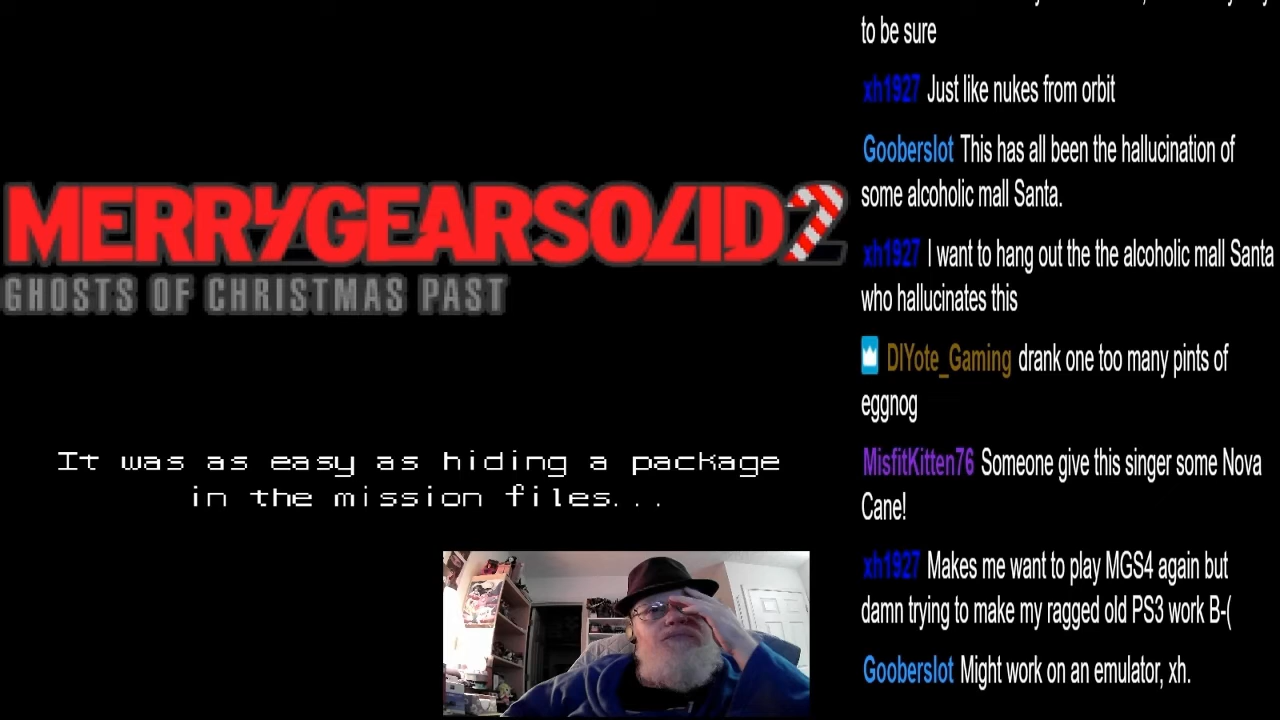 MERRYGEARSOLID2
GHOSTS OF CHRISTMAS PAST
It was as easy as hiding a package
in the mission files...
to be sure
xh1927 Just like nukes from orbit
Gooberslot This has all been the hallucination of
some alcoholic mall Santa.
xh1927 I want to hang out the the alcoholic mall Santa
who hallucinates this
DIYote_Gaming drank one too many pints of
eggnog
MisfitKitten76 Someone give this singer some Nova
Cane!
xh1927 Makes me want to play MGS4 again but
damn trying to make my ragged old PS3 work B-(
Gooberslot Might work on an emulator, xh.